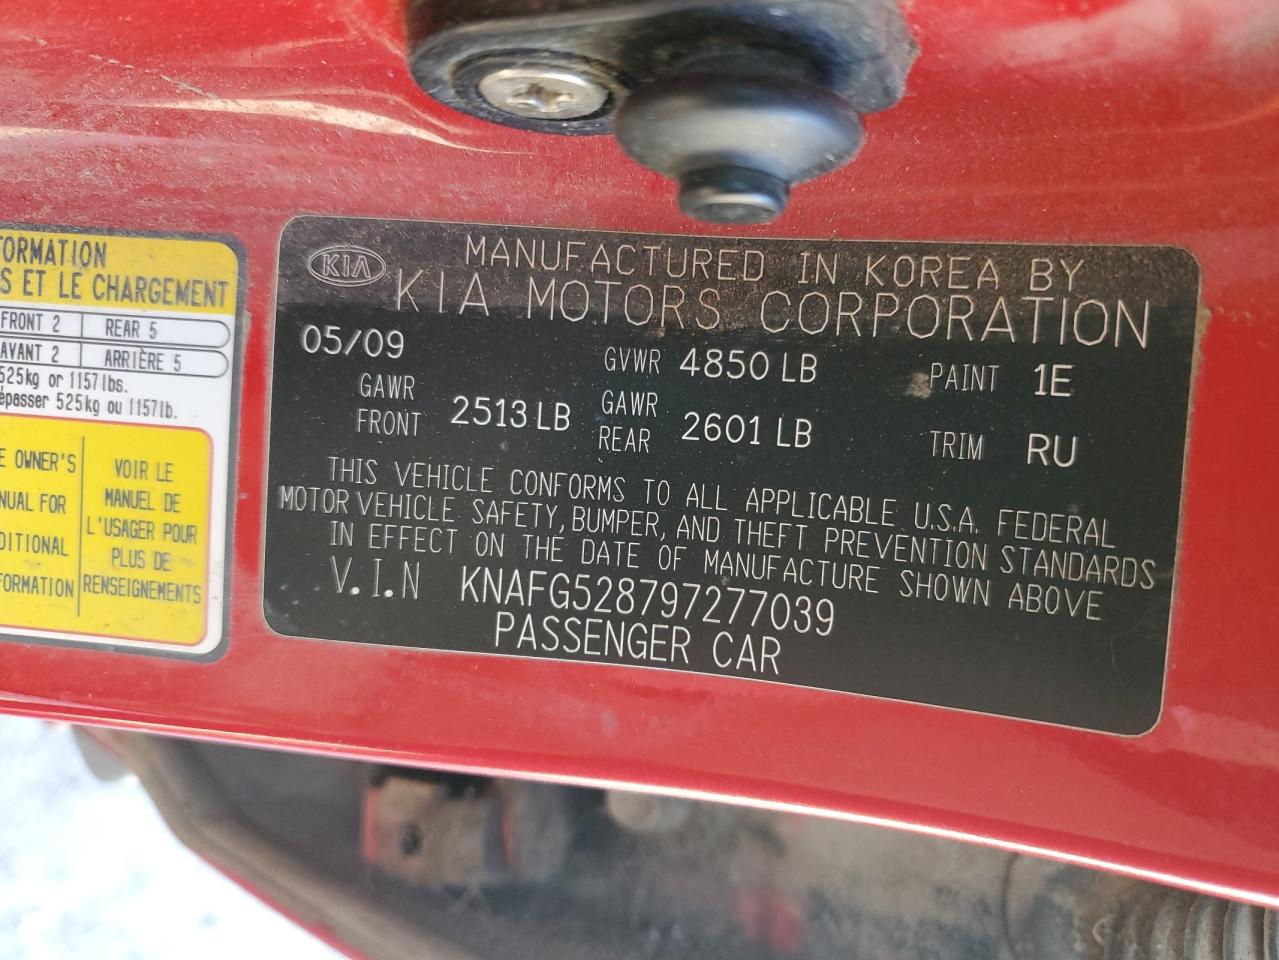 FORMATION
S ET LE CHARGEMENT
FRONT 2 REAR 5
AVANT 2 ARRIÈRE 5
525kg or 1157 lbs.
épasser 525kg ou 1157lb.
E OWNER'S
NUAL FOR
DITIONAL
FORMATION
VOIR LE
MANUEL DE
L'USAGER POUR
PLUS DE
RENSEIGNEMENTS
KIA
MANUFACTURED IN KOREA BY
KIA MOTORS CORPORATION
05/09 GVWR 4850 LB PAINT 1E
GAWR FRONT 2513 LB GAWR REAR 2601 LB TRIM RU
THIS VEHICLE CONFORMS TO ALL APPLICABLE U.S.A. FEDERAL
MOTOR VEHICLE SAFETY, BUMPER, AND THEFT PREVENTION STANDARDS
IN EFFECT ON THE DATE OF MANUFACTURE SHOWN ABOVE
V.I.N KNAFG528797277039
PASSENGER CAR